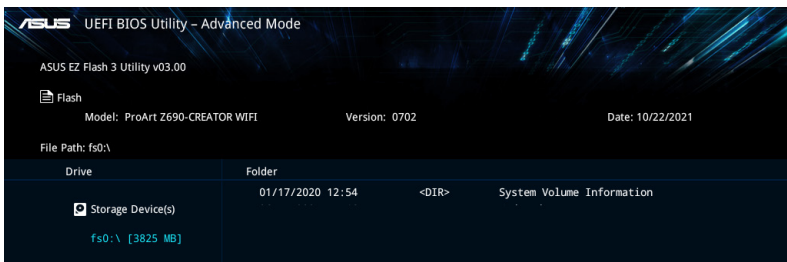 ASUS UEFI BIOS Utility – Advanced Mode
ASUS EZ Flash 3 Utility v03.00
Flash
Model: ProArt Z690-CREATOR WIFI Version: 0702 Date: 10/22/2021
File Path: fs0:\
Drive Folder
01/17/2020 12:54 <DIR> System Volume Information
Storage Device(s)
fs0:\ [3825 MB]